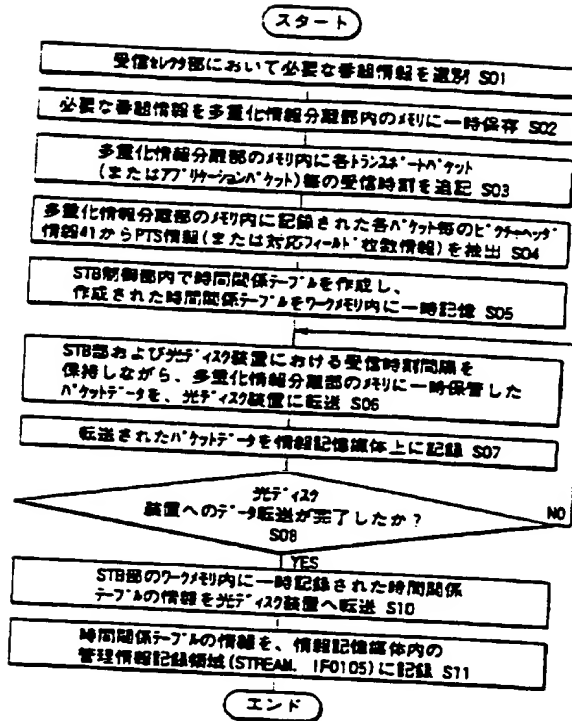 スタート
受信セレクタ部において必要な番組情報を選別 S01
必要な番組情報を多重化情報分離部内のメモリに一時保存 S02
多重化情報分離部のメモリ内に各トランスポートパケット
(またはアプリケーションパケット)毎の受信時刻を追記 S03
多重化情報分離部のメモリ内に記録された各パケット毎のピクチャヘッダ
情報41からPTS情報(または対応フィールド枚数情報)を抽出 S04
STB制御部内で時間関係テーブルを作成し、
作成された時間関係テーブルをワークメモリ内に一時記憶 S05
STB部および光ディスク装置における受信時刻間隔を
保持しながら、多重化情報分離部のメモリに一時保管した
パケットデータを、光ディスク装置に転送 S06
転送されたパケットデータを情報記憶媒体上に記録 S07
光ディスク
装置へのデータ転送が完了したか?
S08
NO
YES
STB部のワークメモリ内に一時記録された時間関係
テーブルの情報を光ディスク装置へ転送 S10
時間関係テーブルの情報を、情報記憶媒体内の
管理情報記録領域(STREAM. IFO105)に記録 S11
エンド